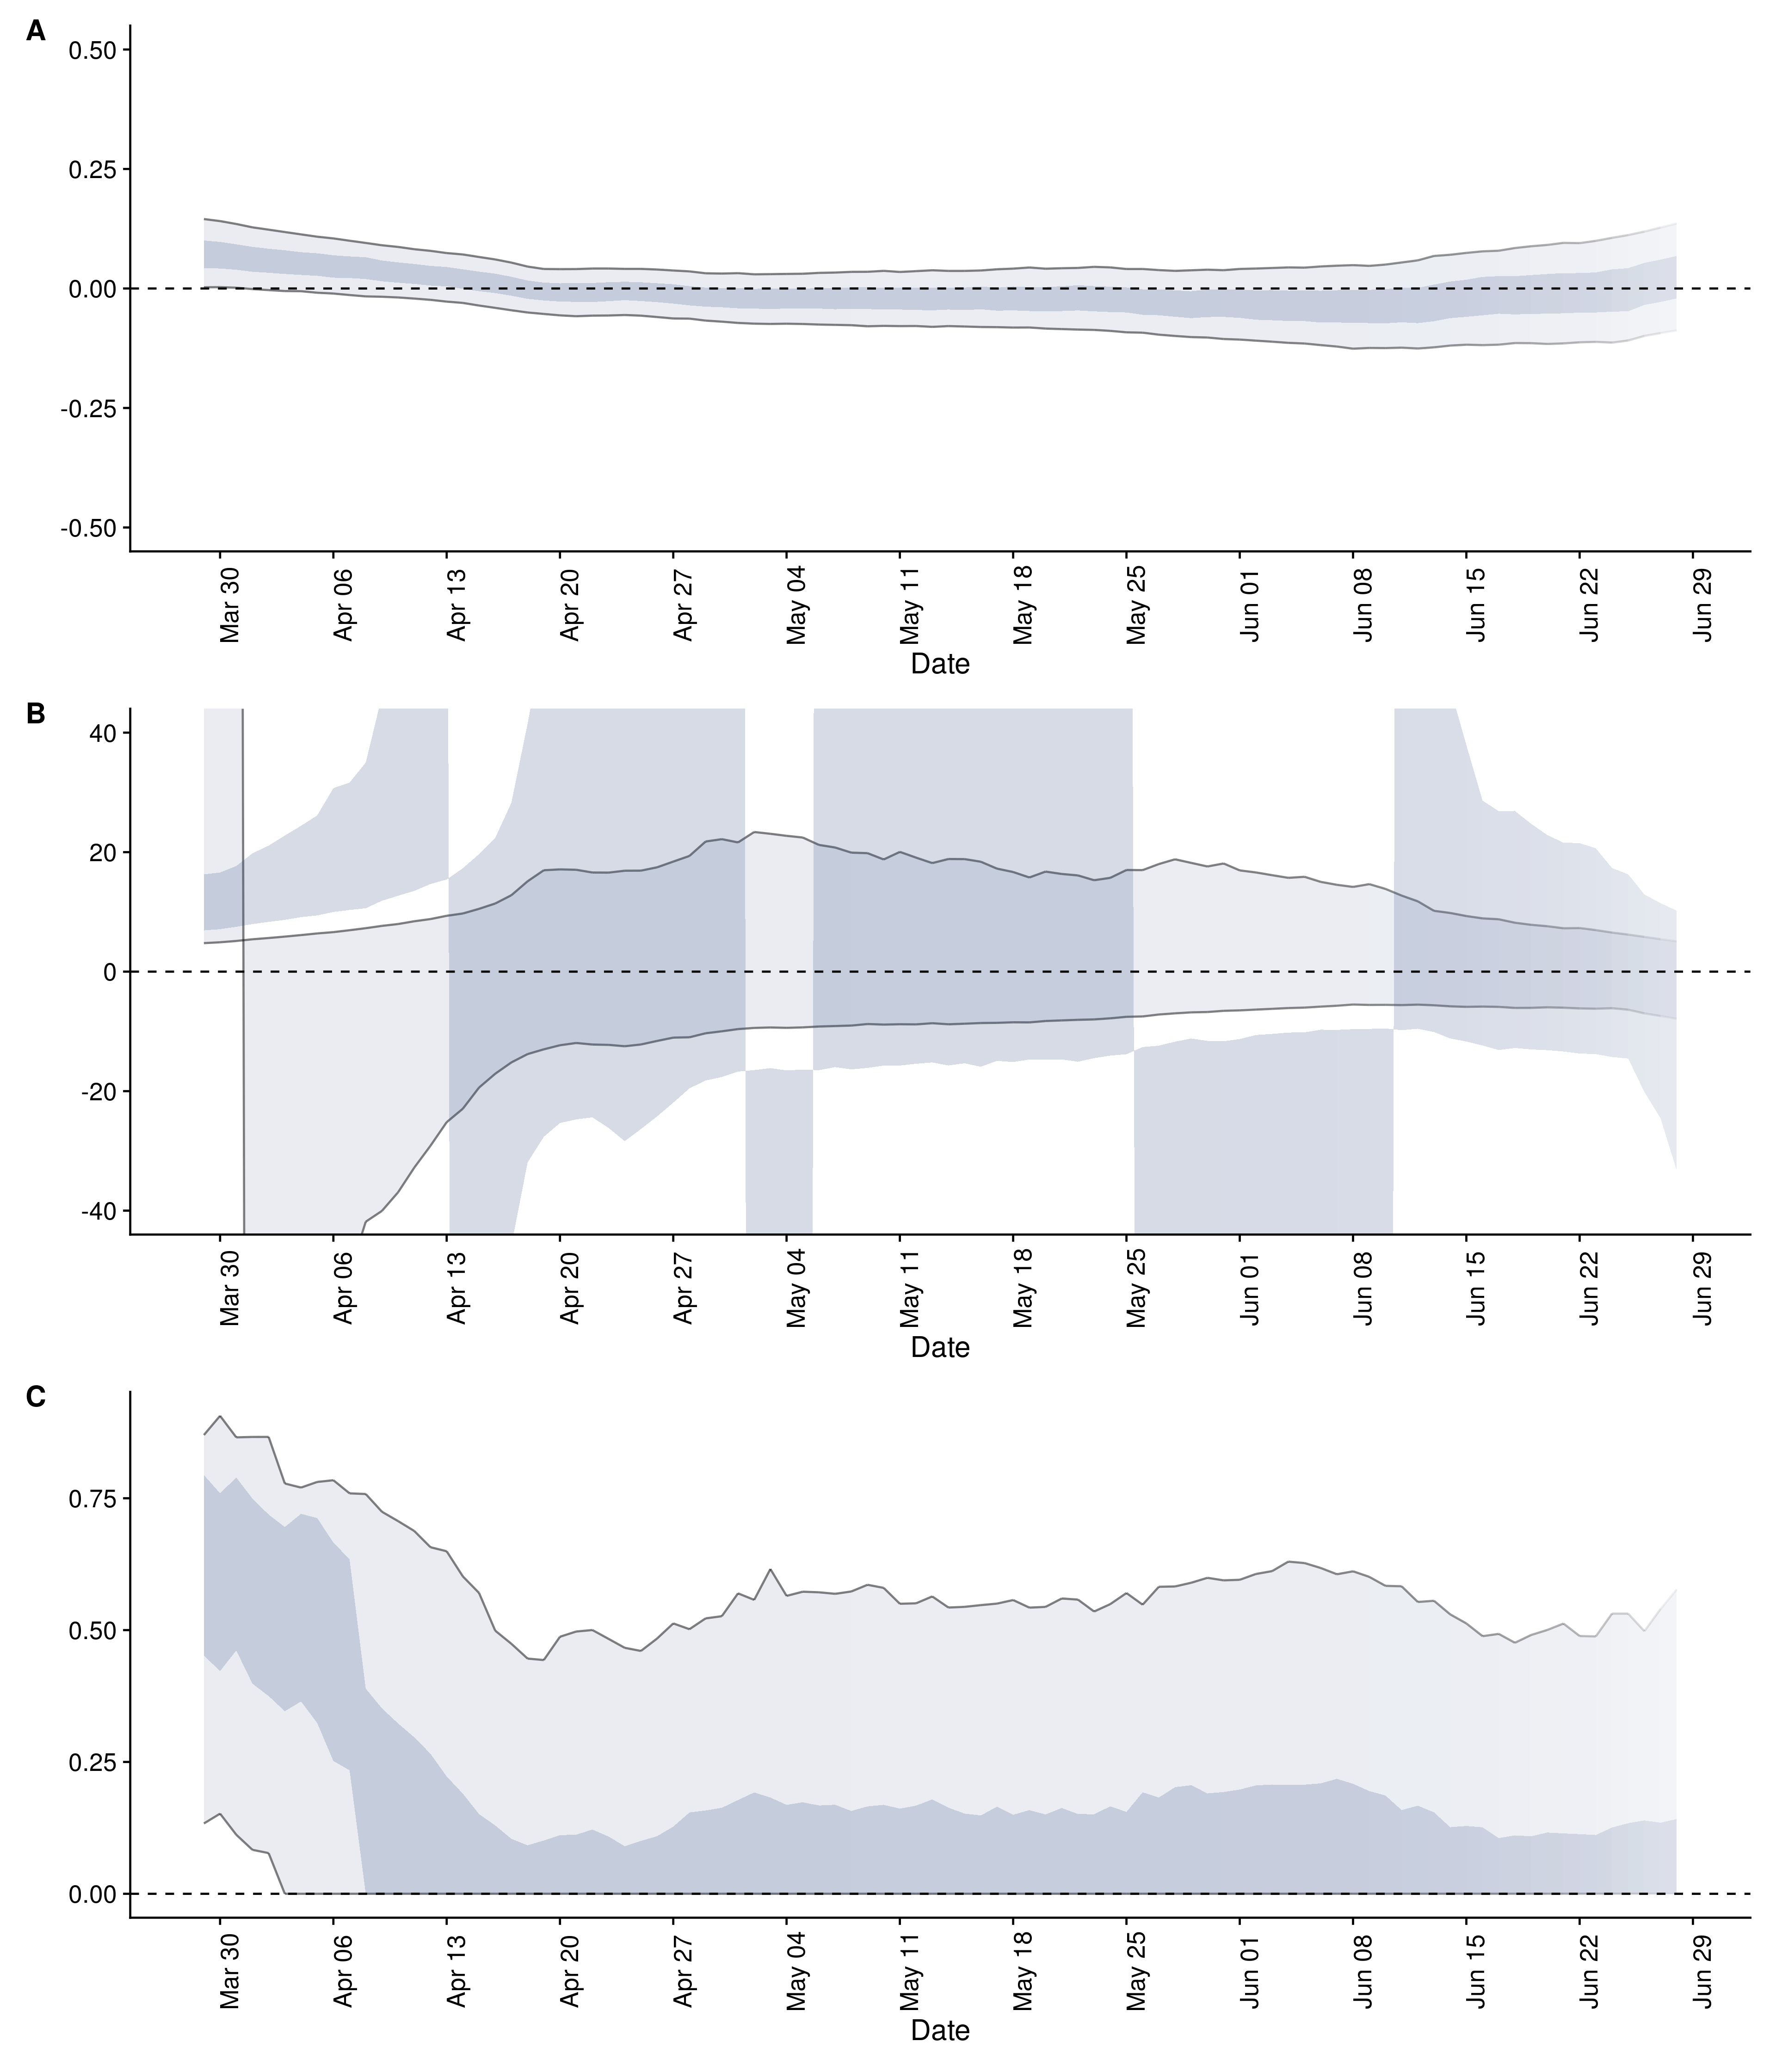 A
0.50
0.25
0.00
-0.25
-0.50
Mar 30
Apr 06
Apr 13
Apr 20
Apr 27
May 04
May 11
May 18
May 25
Jun 01
Jun 08
Jun 15
Jun 22
Jun 29
Date
B
40
20
0
-20
-40
Mar 30
Apr 06
Apr 13
Apr 20
Apr 27
May 04
May 11
May 18
May 25
Jun 01
Jun 08
Jun 15
Jun 22
Jun 29
Date
C
0.75
0.50
0.25
0.00
Mar 30
Apr 06
Apr 13
Apr 20
Apr 27
May 04
May 11
May 18
May 25
Jun 01
Jun 08
Jun 15
Jun 22
Jun 29
Date